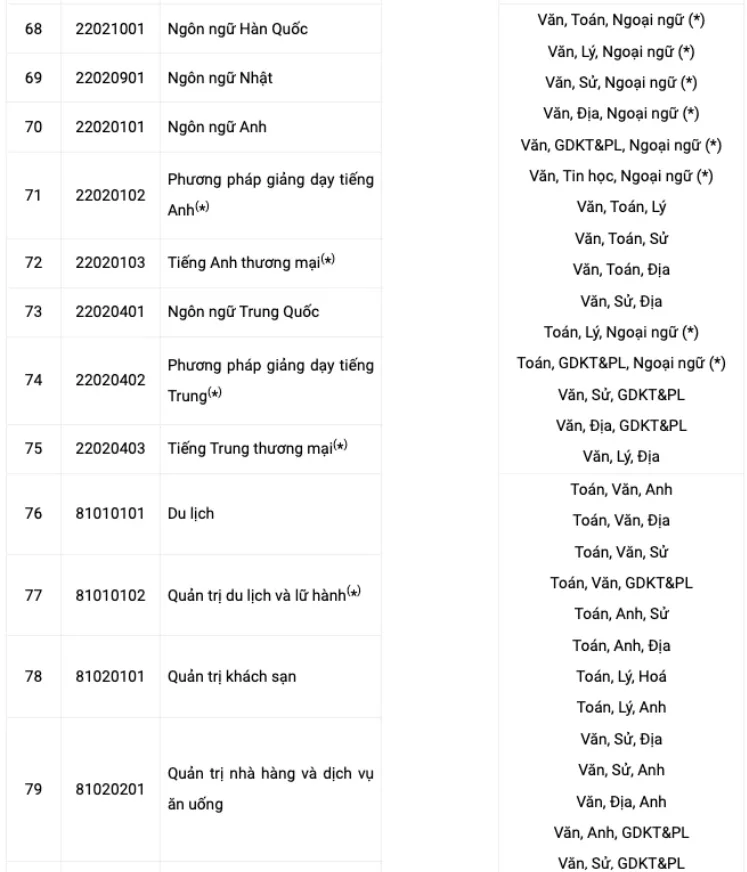 68 22021001 Ngôn ngữ Hàn Quốc
69 22020901 Ngôn ngữ Nhật
70 22020101 Ngôn ngữ Anh
71 22020102 Phương pháp giảng dạy tiếng
Anh(*)
72 22020103 Tiếng Anh thương mại(*)
73 22020401 Ngôn ngữ Trung Quốc
74 22020402 Phương pháp giảng dạy tiếng
Trung(*)
75 22020403 Tiếng Trung thương mại(*)
Văn, Toán, Ngoại ngữ (*)
Văn, Lý, Ngoại ngữ (*)
Văn, Sử, Ngoại ngữ (*)
Văn, Địa, Ngoại ngữ (*)
Văn, GDKT&PL, Ngoại ngữ (*)
Văn, Tin học, Ngoại ngữ (*)
Văn, Toán, Lý
Văn, Toán, Sử
Văn, Toán, Địa
Văn, Sử, Địa
Toán, Lý, Ngoại ngữ (*)
Toán, GDKT&PL, Ngoại ngữ (*)
Văn, Sử, GDKT&PL
Văn, Địa, GDKT&PL
Văn, Lý, Địa
76 81010101 Du lịch
77 81010102 Quản trị du lịch và lữ hành(*)
78 81020101 Quản trị khách sạn
79 81020201 Quản trị nhà hàng và dịch vụ
ăn uống
Toán, Văn, Anh
Toán, Văn, Địa
Toán, Văn, Sử
Toán, Văn, GDKT&PL
Toán, Anh, Sử
Toán, Anh, Địa
Toán, Lý, Hoá
Toán, Lý, Anh
Văn, Sử, Địa
Văn, Sử, Anh
Văn, Địa, Anh
Văn, Anh, GDKT&PL
Văn, Sử, GDKT&PL